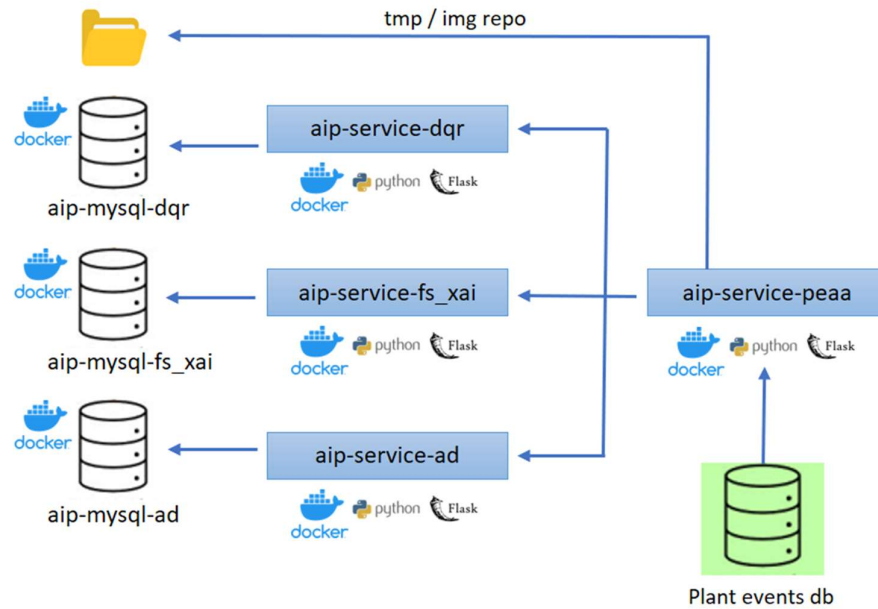 tmp / img repo
docker
aip-mysql-dqr
aip-service-dqr
docker python Flask
docker
aip-mysql-fs_xai
aip-service-fs_xai
docker python Flask
aip-service-peaa
docker python Flask
docker
aip-mysql-ad
aip-service-ad
docker python Flask
Plant events db